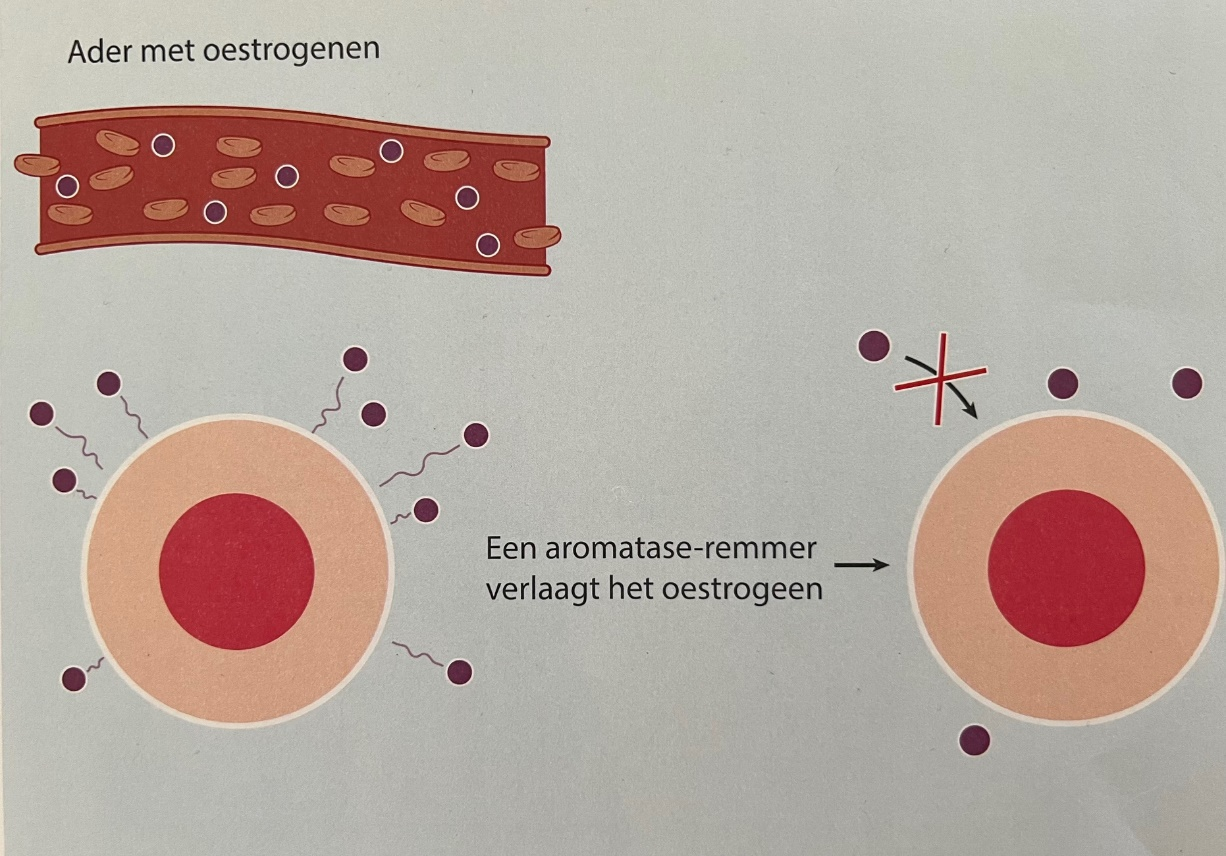 Ader met oestrogenen
Een aromatase-remmer
verlaagt het oestrogeen